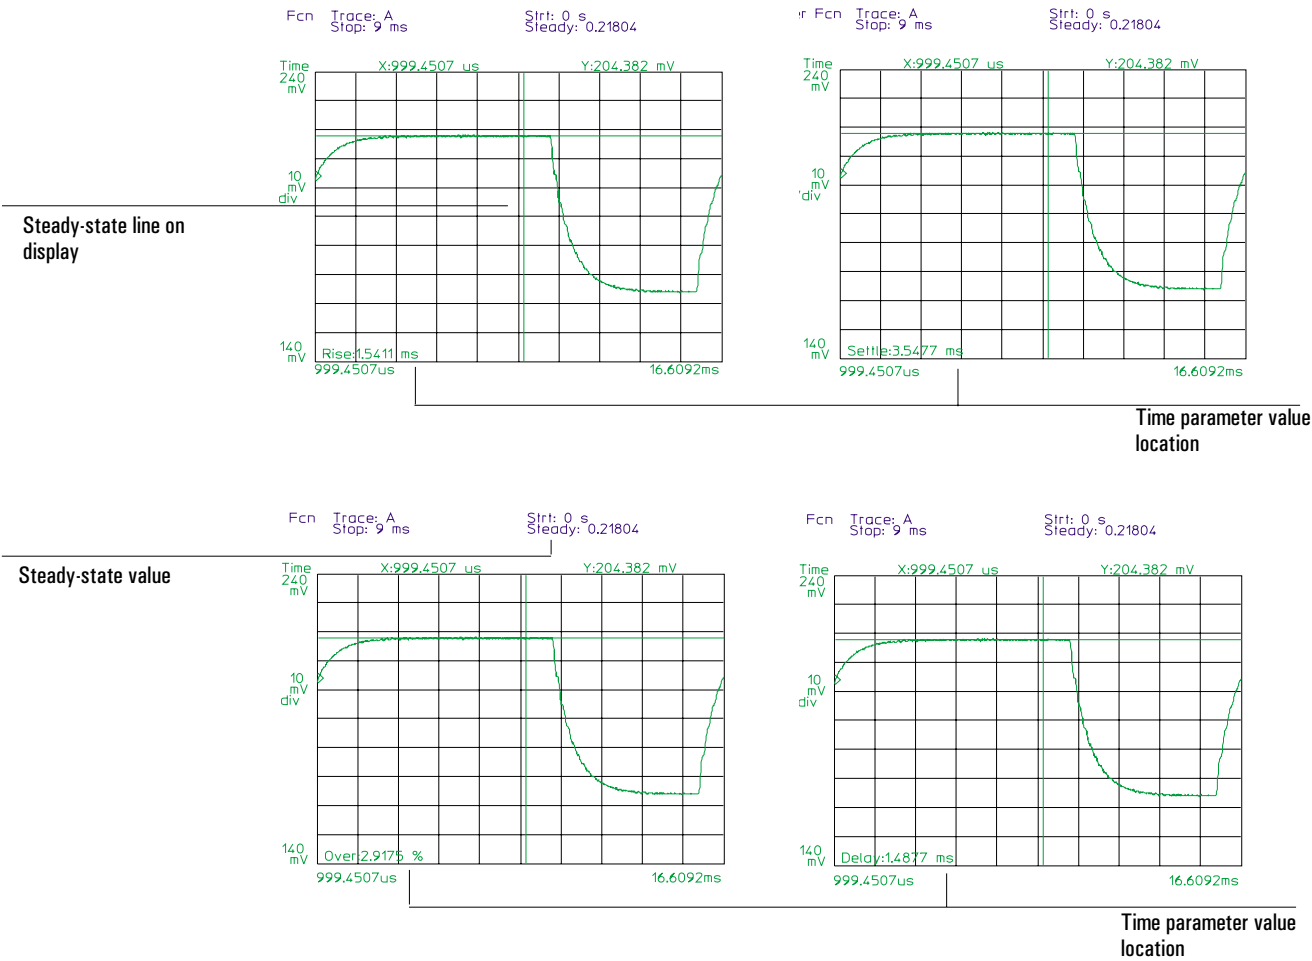 Fcn Trace: A Strt: 0 s
Stop: 9 ms Steady: 0.21804
Time X:999.4507 us Y:204.382 mV
240
mV
10
mV
div
140
mV
Rise:1.5411 ms
999.4507us 16.6092ms
r Fcn Trace: A Strt: 0 s
Stop: 9 ms Steady: 0.21804
Time X:999.4507 us Y:204.382 mV
240
mV
10
mV
div
140
mV
Settle:3.5477 ms
999.4507us 16.6092ms
Steady-state line on
display
Time parameter value
location
Fcn Trace: A Strt: 0 s
Stop: 9 ms Steady: 0.21804
Time X:999.4507 us Y:204.382 mV
240
mV
10
mV
div
140
mV
Over:2.9175 %
999.4507us 16.6092ms
Fcn Trace: A Strt: 0 s
Stop: 9 ms Steady: 0.21804
Time X:999.4507 us Y:204.382 mV
240
mV
10
mV
div
140
mV
Delay:1.4877 ms
999.4507us 16.6092ms
Steady-state value
Time parameter value
location